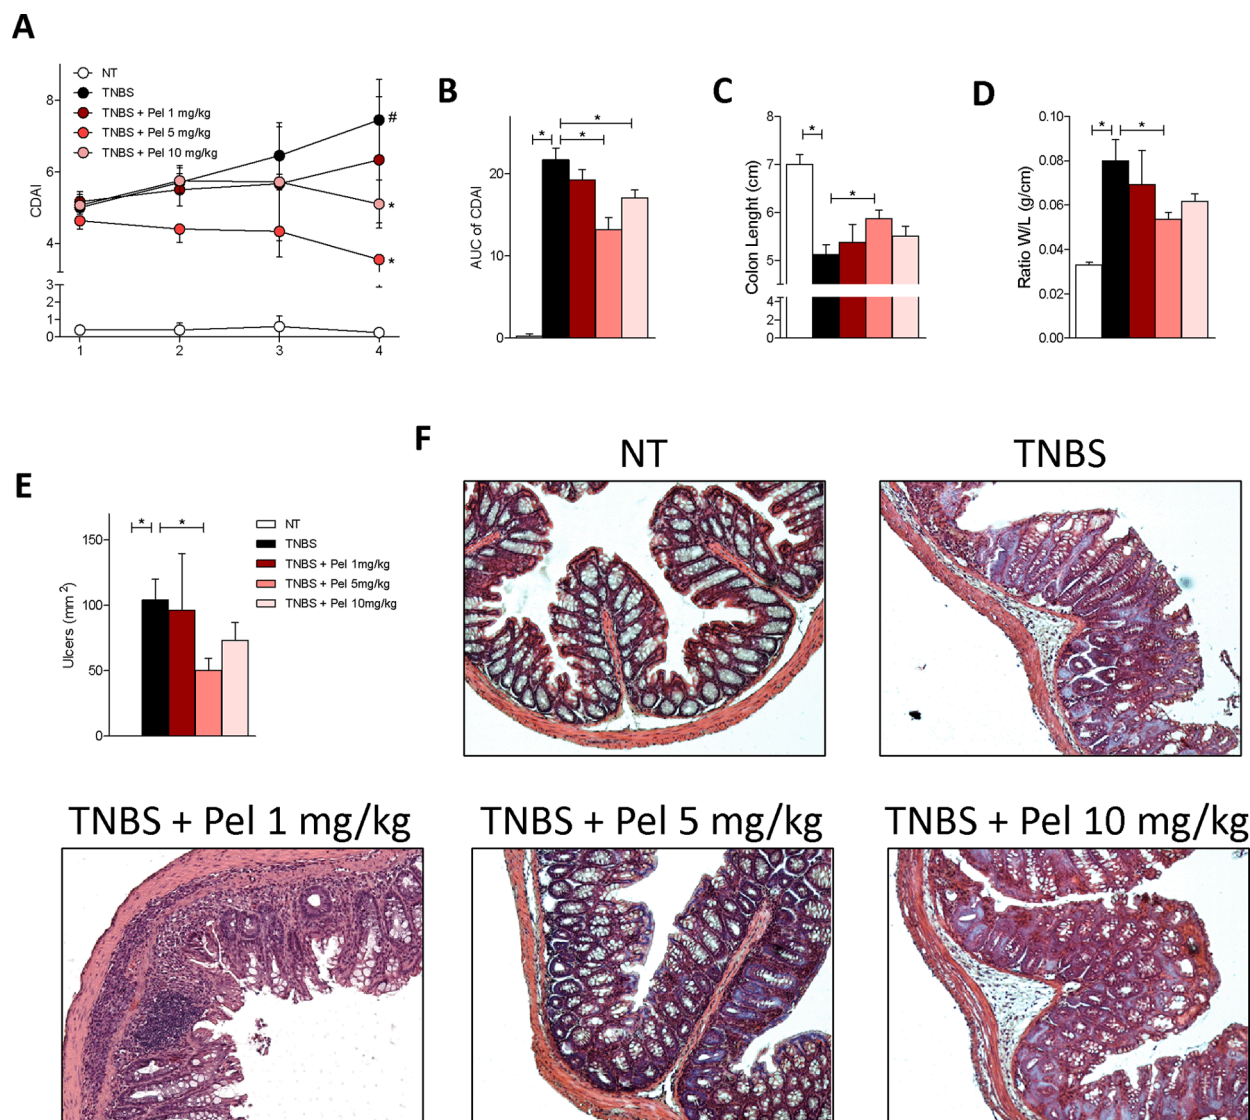 A
NT
TNBS
TNBS + Pel 1 mg/kg
TNBS + Pel 5 mg/kg
TNBS + Pel 10 mg/kg
CDAI
8
6
4
3
2
1
0
1 2 3 4
#
*
*
B
AUC of CDAI
20
10
0
*
*
*
C
Colon Lenght (cm)
8
7
6
5
4
2
0
*
*
D
Ratio W/L (g/cm)
0.10
0.08
0.06
0.04
0.02
0.00
*
*
E
Ulcers (mm 2)
150
100
50
0
*
*
NT
TNBS
TNBS + Pel 1mg/kg
TNBS + Pel 5mg/kg
TNBS + Pel 10mg/kg
F
NT
TNBS
TNBS + Pel 1 mg/kg
TNBS + Pel 5 mg/kg
TNBS + Pel 10 mg/kg